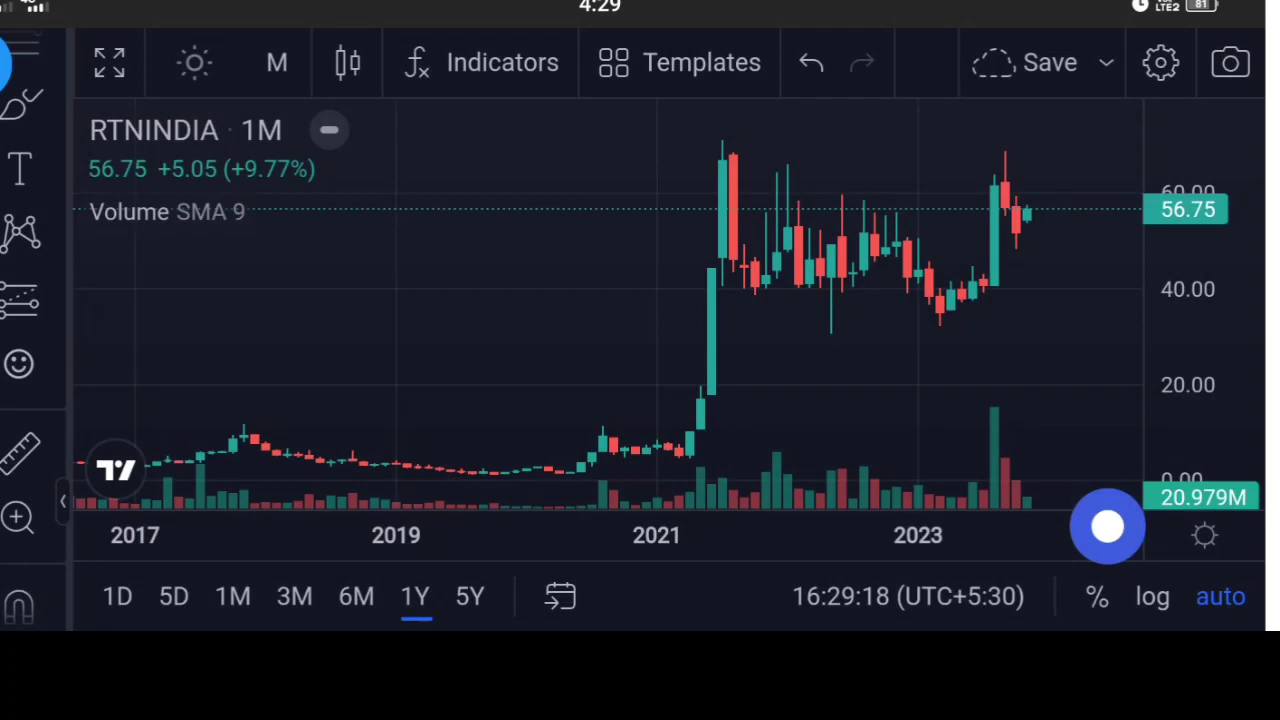 4:29
LTE2 81
M Indicators Templates Save
RTNINDIA · 1M
56.75 +5.05 (+9.77%)
Volume SMA 9
60.00
56.75
40.00
20.00
0.00
20.979M
2017 2019 2021 2023
1D 5D 1M 3M 6M 1Y 5Y 16:29:18 (UTC+5:30) % log auto